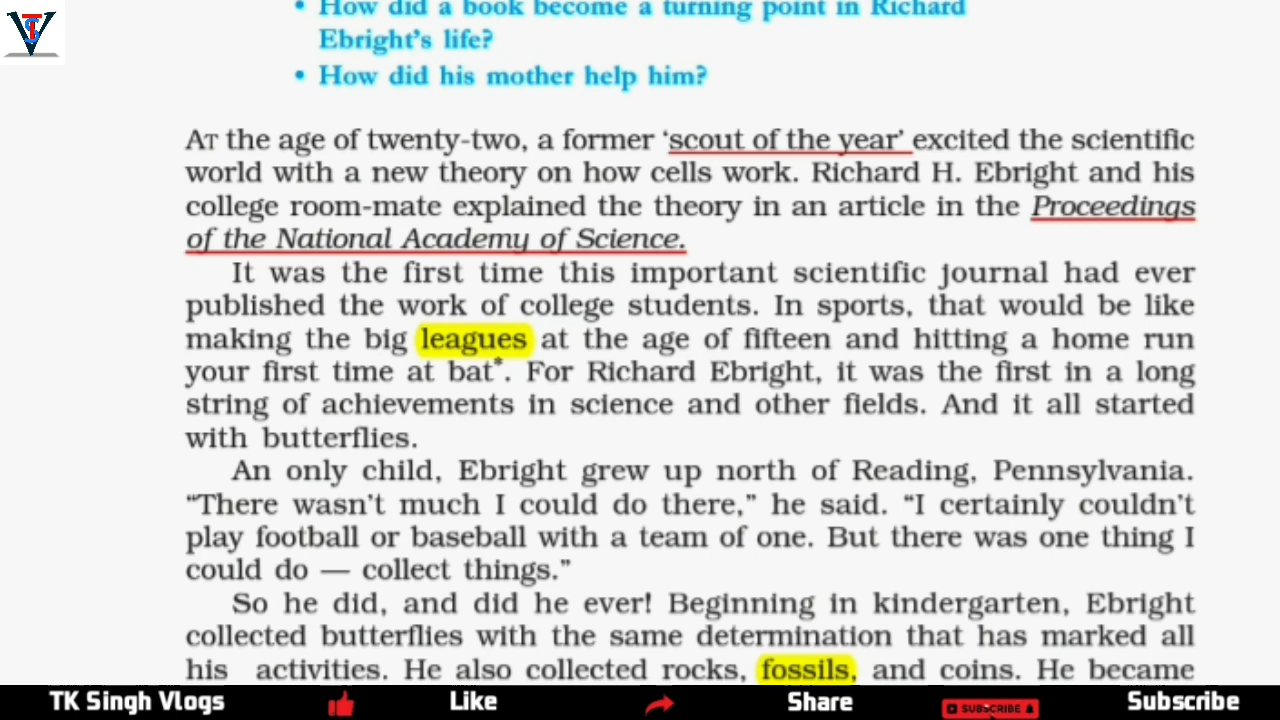 • How did a book become a turning point in Richard
Ebright's life?
• How did his mother help him?
AT the age of twenty-two, a former ‘scout of the year’ excited the scientific
world with a new theory on how cells work. Richard H. Ebright and his
college room-mate explained the theory in an article in the Proceedings
of the National Academy of Science.
It was the first time this important scientific journal had ever
published the work of college students. In sports, that would be like
making the big leagues at the age of fifteen and hitting a home run
your first time at bat*. For Richard Ebright, it was the first in a long
string of achievements in science and other fields. And it all started
with butterflies.
An only child, Ebright grew up north of Reading, Pennsylvania.
“There wasn’t much I could do there,” he said. “I certainly couldn’t
play football or baseball with a team of one. But there was one thing I
could do — collect things.”
So he did, and did he ever! Beginning in kindergarten, Ebright
collected butterflies with the same determination that has marked all
his activities. He also collected rocks, fossils, and coins. He became
TK Singh Vlogs Like Share SUBSCRIBE Subscribe